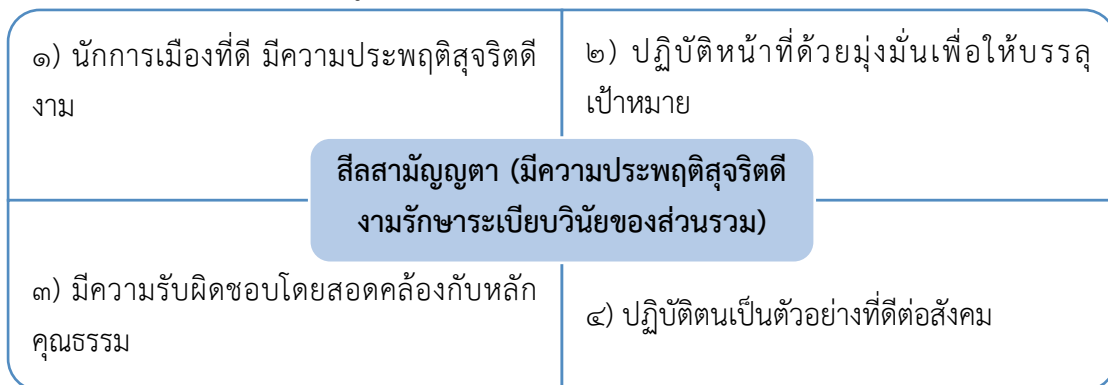 ๑) นักการเมืองที่ดี มีความประพฤติสุจริตดี
งาม
๒) ปฏิบัติหน้าที่ด้วยมุ่งมั่นเพื่อให้บรรลุ
เป้าหมาย
สีลสามัญญตา (มีความประพฤติสุจริตดี
งามรักษาระเบียบวินัยของส่วนรวม)
๓) มีความรับผิดชอบโดยสอดคล้องกับหลัก
คุณธรรม
๔) ปฏิบัติตนเป็นตัวอย่างที่ดีต่อสังคม